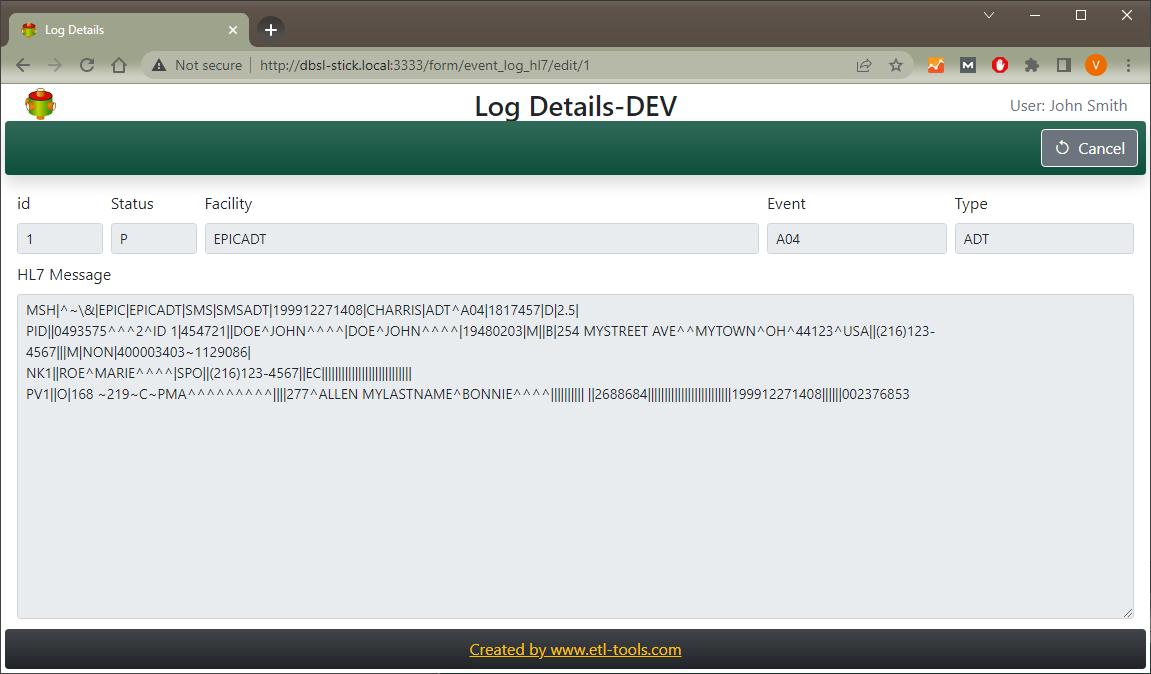 Log Details
Not secure | http://dbsl-stick.local:3333/form/event_log_hl7/edit/1
M
V
Log Details-DEV
User: John Smith
Cancel
id Status Facility Event Type
1 P EPICADT A04 ADT
HL7 Message
MSH|^~\&|EPIC|EPICADT|SMS|SMSADT|199912271408|CHARRIS|ADT^A04|1817457|D|2.5|
PID||0493575^^^2^ID 1|454721||DOE^JOHN^^^^|DOE^JOHN^^^^|19480203|M||B|254 MYSTREET AVE^^MYTOWN^OH^44123^USA||(216)123-
4567|||M|NON|400003403~1129086|
NK1||ROE^MARIE^^^^|SPO||(216)123-4567||EC|||||||||||||||||||||||||||
PV1||O|168 ~219~C~PMA^^^^^^^^^||||277^ALLEN MYLASTNAME^BONNIE^^^^|||||||||| ||2688684|||||||||||||||||||||||||199912271408||||||002376853
Created by www.etl-tools.com